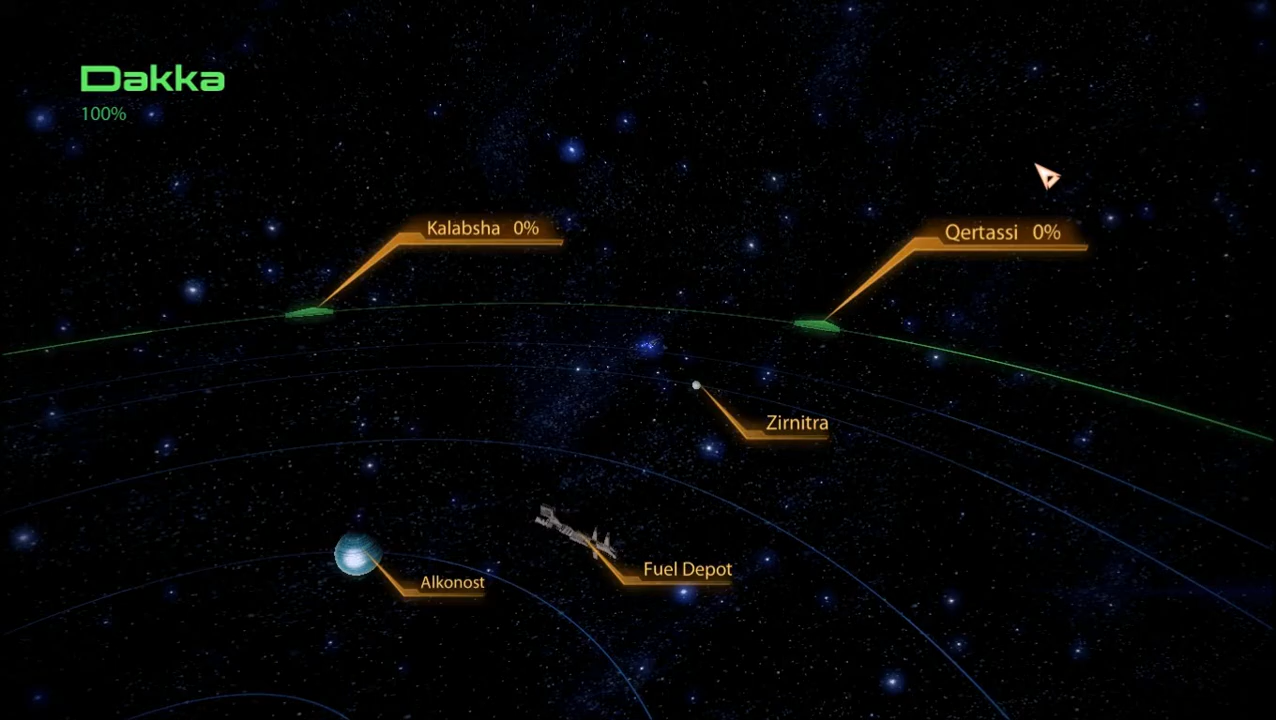 Dakka
100%
Kalabsha 0%
Qertassi 0%
Zirnitra
Fuel Depot
Alkonost